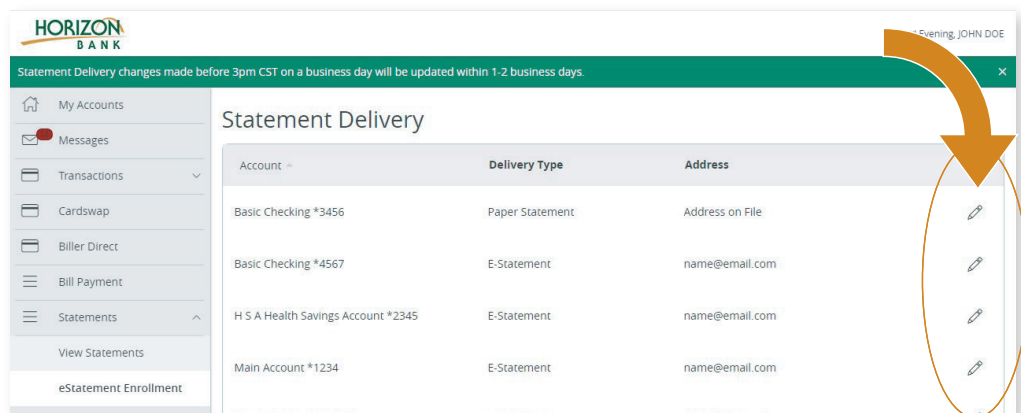 HORIZON
BANK
Evening, JOHN DOE
Statement Delivery changes made before 3pm CST on a business day will be updated within 1-2 business days.
My Accounts
Messages
Transactions
Cardswap
Biller Direct
Bill Payment
Statements
View Statements
eStatement Enrollment
Statement Delivery
Account Delivery Type Address
Basic Checking *3456 Paper Statement Address on File
Basic Checking *4567 E-Statement name@email.com
H S A Health Savings Account *2345 E-Statement name@email.com
Main Account *1234 E-Statement name@email.com